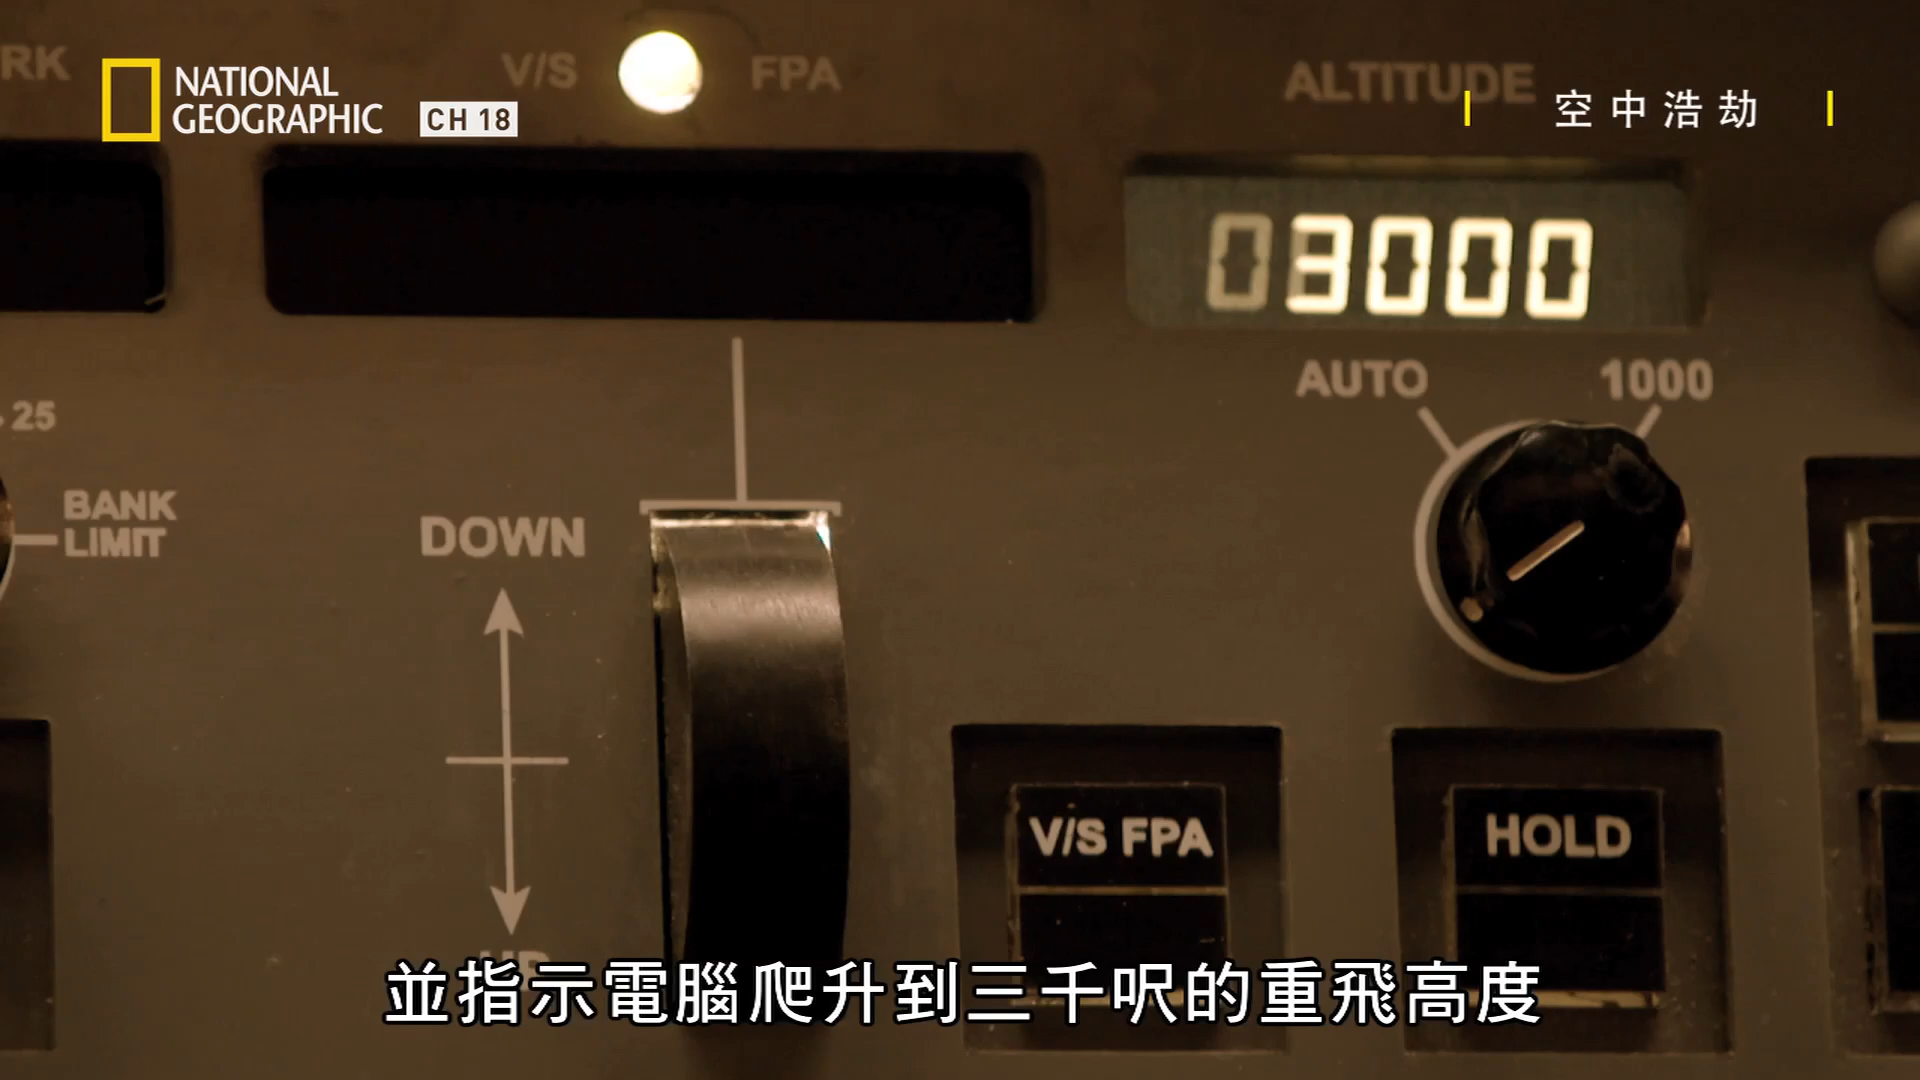 RK
V/S
FPA
ALTITUDE
NATIONAL
GEOGRAPHIC
CH 18
空中浩劫
03000
AUTO
1000
25
BANK
LIMIT
DOWN
V/S FPA
HOLD
UP
並指示電腦爬升到三千呎的重飛高度